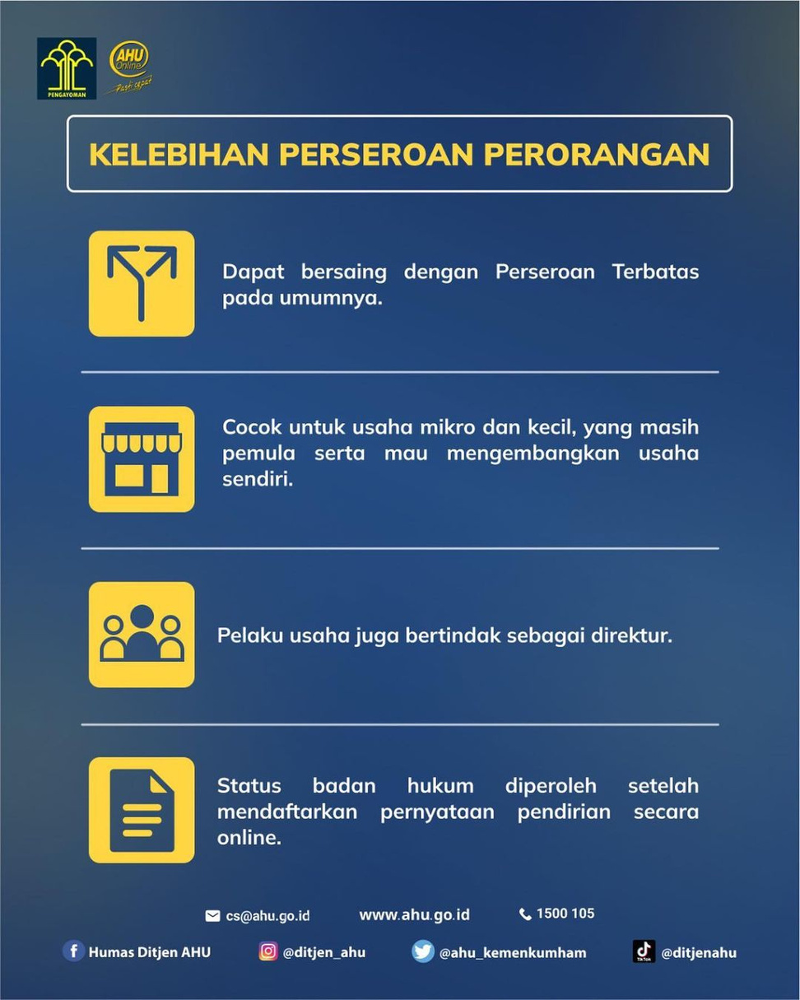 PENGAYOMAN
AHU
Online
Pasti cepat
KELEBIHAN PERSEROAN PERORANGAN
Dapat bersaing dengan Perseroan Terbatas
pada umumnya.
Cocok untuk usaha mikro dan kecil, yang masih
pemula serta mau mengembangkan usaha
sendiri.
Pelaku usaha juga bertindak sebagai direktur.
Status badan hukum diperoleh setelah
mendaftarkan pernyataan pendirian secara
online.
cs@ahu.go.id www.ahu.go.id 1500 105
f Humas Ditjen AHU @ditjen_ahu @ahu_kemenkumham TikTok @ditjenahu